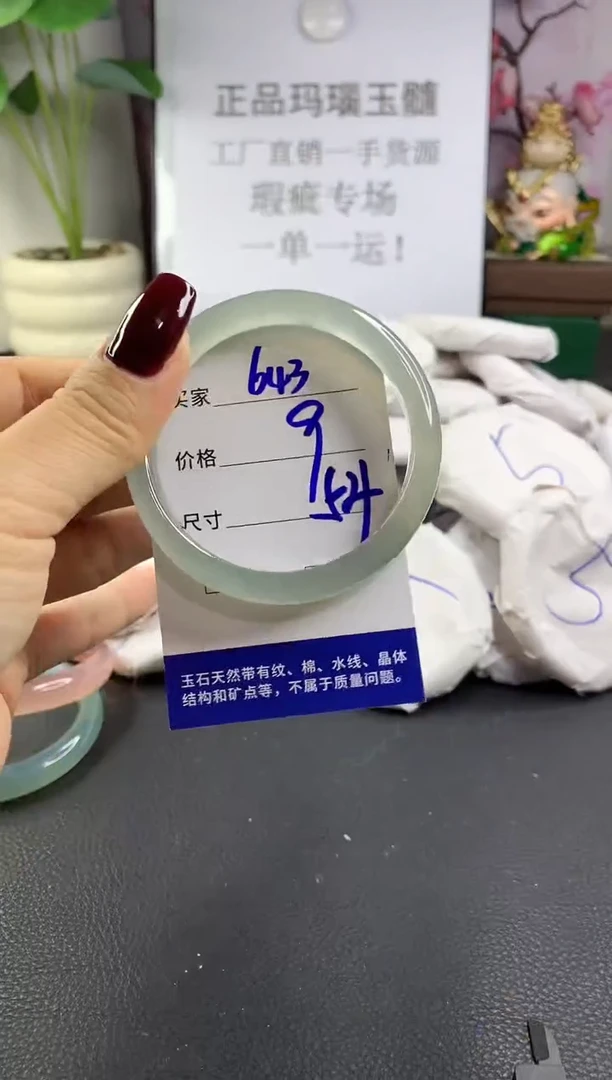 正品玛瑙玉髓
工厂直销一手货源
瑕疵专场
一单一运!
买家 643
价格 9
尺寸 54
玉石天然带有纹、棉、水线、晶体
结构和矿点等，不属于质量问题。
5